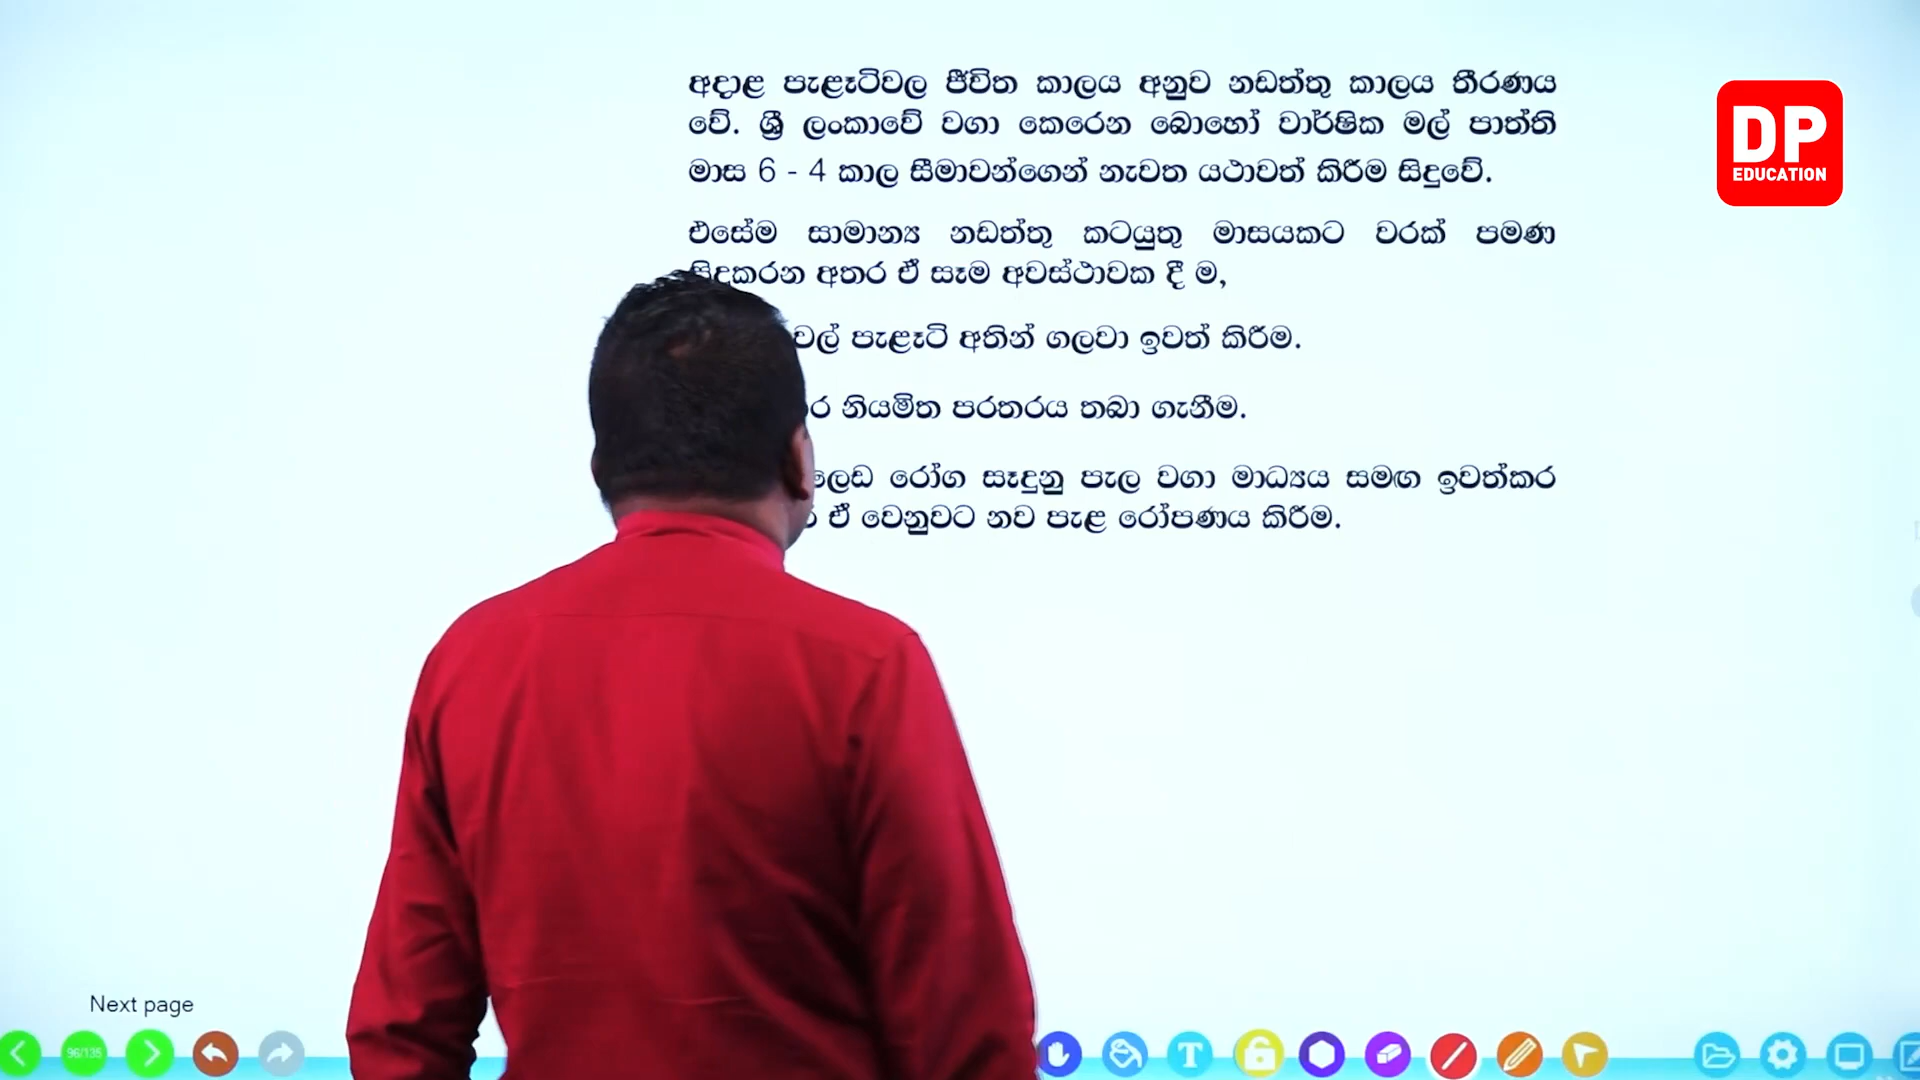 අදාළ පැළෑටිවල ජීවිත කාලය අනුව නඩත්තු කාලය තීරණය
වේ. ශ්‍රී ලංකාවේ වගා කෙරෙන බොහෝ වාර්ෂික මල් පාත්ති
මාස 6 - 4 කාල සීමාවන්ගෙන් නැවත යථාවත් කිරීම සිදුවේ.
එසේම සාමාන්‍ය නඩත්තු කටයුතු මාසයකට වරක් පමණ
සිදුකරන අතර ඒ සෑම අවස්ථාවක දී ම,
පැළෑටි අතින් ගලවා ඉවත් කිරීම.
නියමිත පරතරය තබා ගැනීම.
රෝග සෑදුනු පැල වගා මාධ්‍යය සමඟ ඉවත්කර
ඒ වෙනුවට නව පැළ රෝපණය කිරීම.
DP
EDUCATION
Next page
96/135